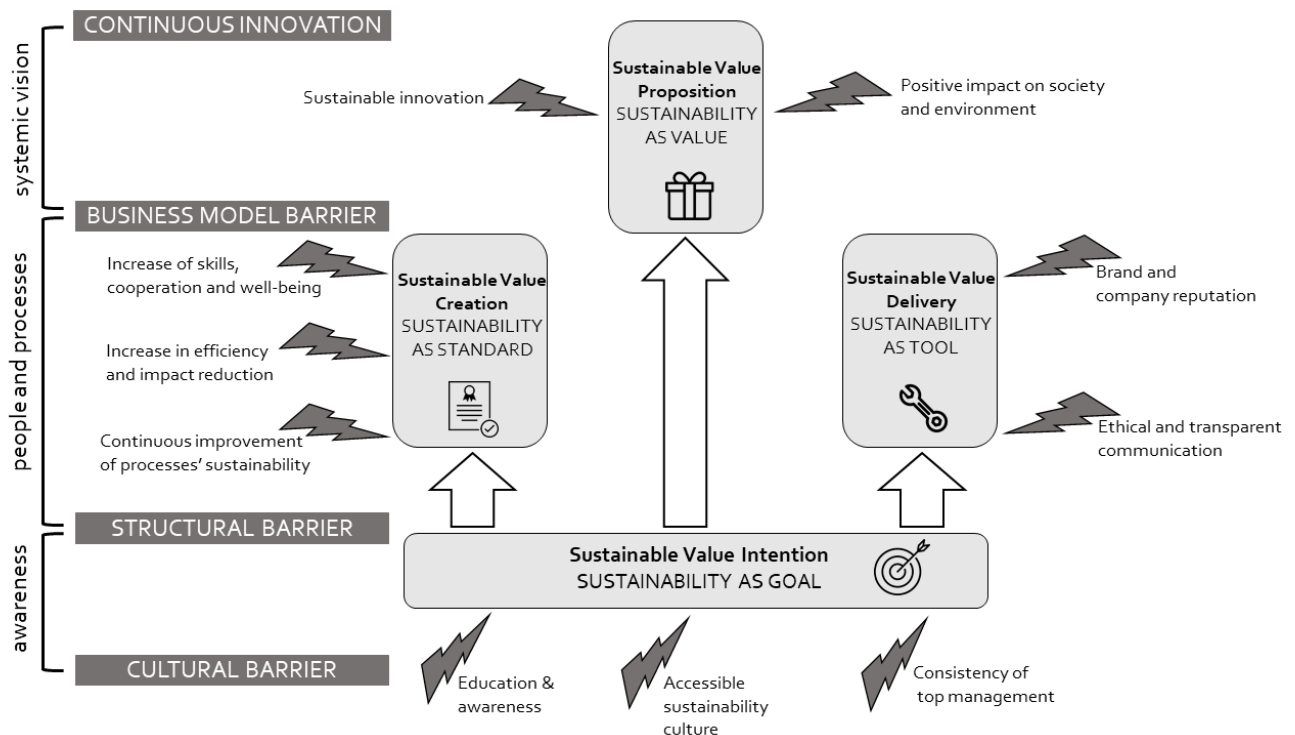 CONTINUOUS INNOVATION
systemic vision
Sustainable innovation
Sustainable Value
Proposition
SUSTAINABILITY
AS VALUE
Positive impact on society
and environment
BUSINESS MODEL BARRIER
people and processes
Increase of skills,
cooperation and well-being
Increase in efficiency
and impact reduction
Continuous improvement
of processes' sustainability
Sustainable Value
Creation
SUSTAINABILITY
AS STANDARD
Sustainable Value
Delivery
SUSTAINABILITY
AS TOOL
Brand and
company reputation
Ethical and transparent
communication
STRUCTURAL BARRIER
awareness
Sustainable Value Intention
SUSTAINABILITY AS GOAL
CULTURAL BARRIER
Education &
awareness
Accessible
sustainability
culture
Consistency of
top management